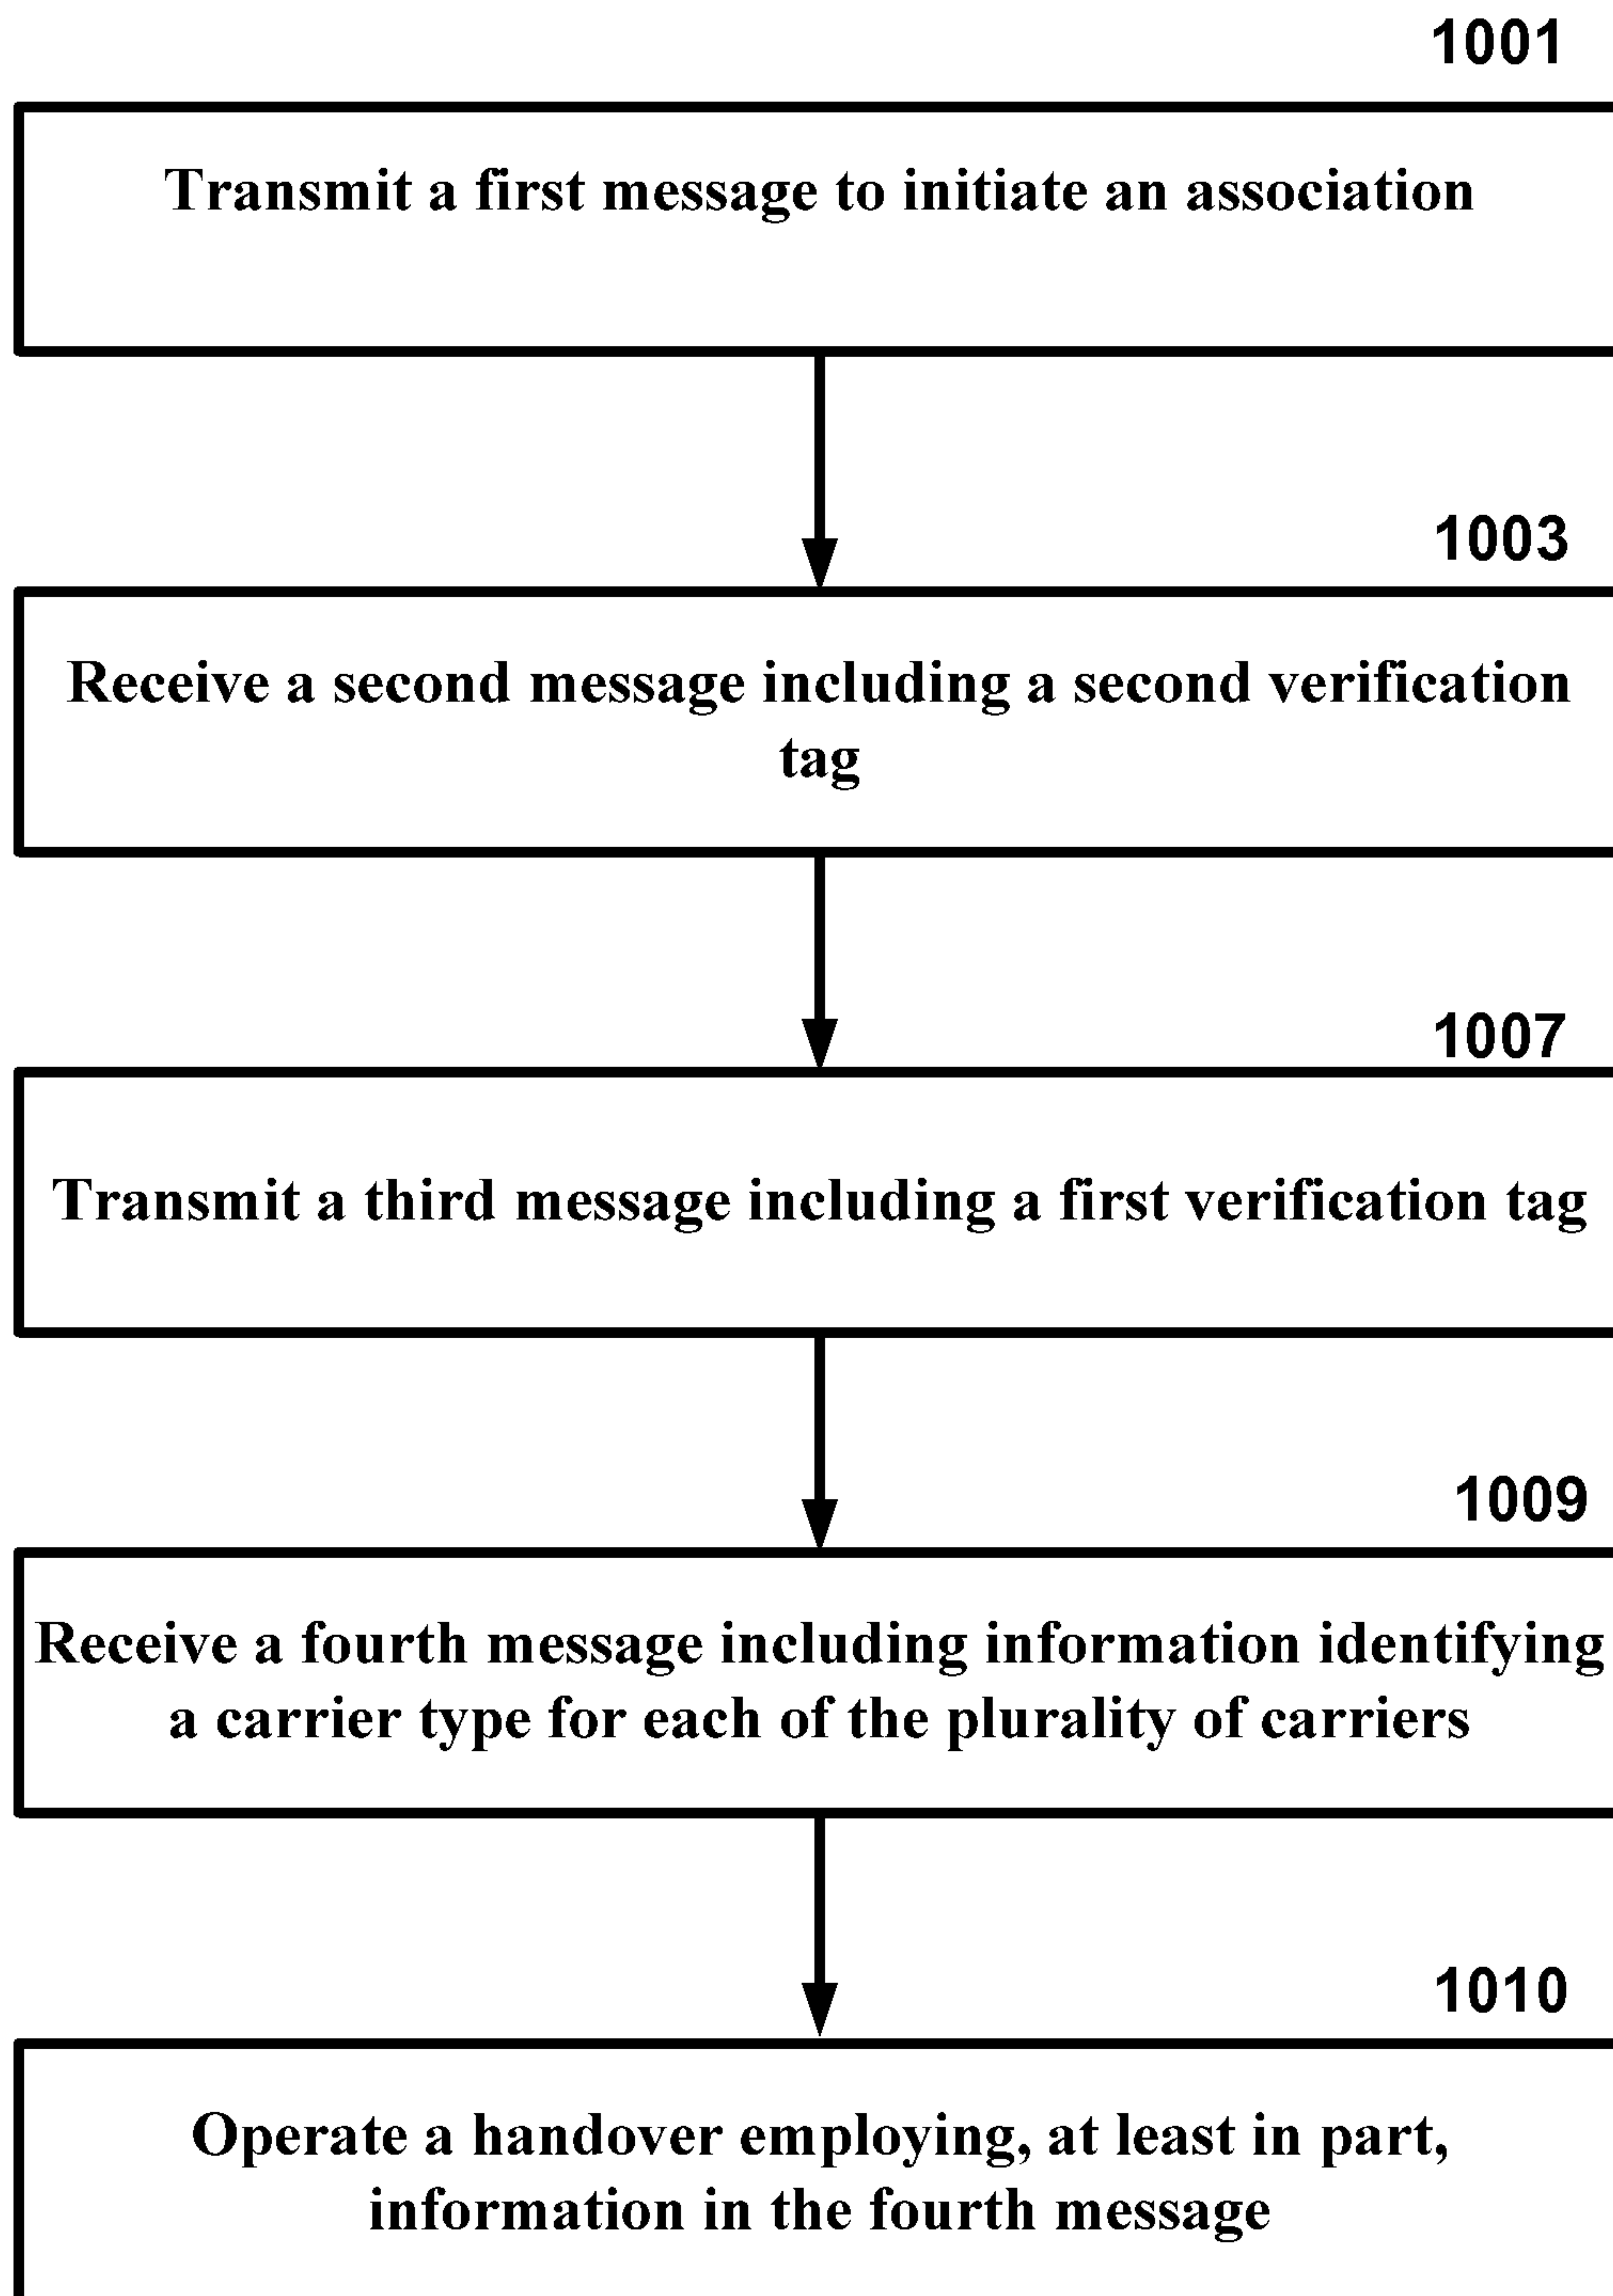 1001
Transmit a first message to initiate an association
1003
Receive a second message including a second verification
tag
1007
Transmit a third message including a first verification tag
1009
Receive a fourth message including information identifying
a carrier type for each of the plurality of carriers
1010
Operate a handover employing, at least in part,
information in the fourth message